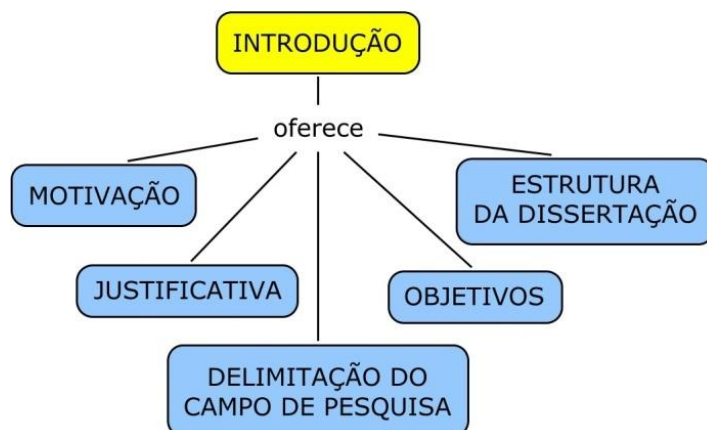 INTRODUÇÃO
oferece
MOTIVAÇÃO
ESTRUTURA
DA DISSERTAÇÃO
JUSTIFICATIVA
OBJETIVOS
DELIMITAÇÃO DO
CAMPO DE PESQUISA